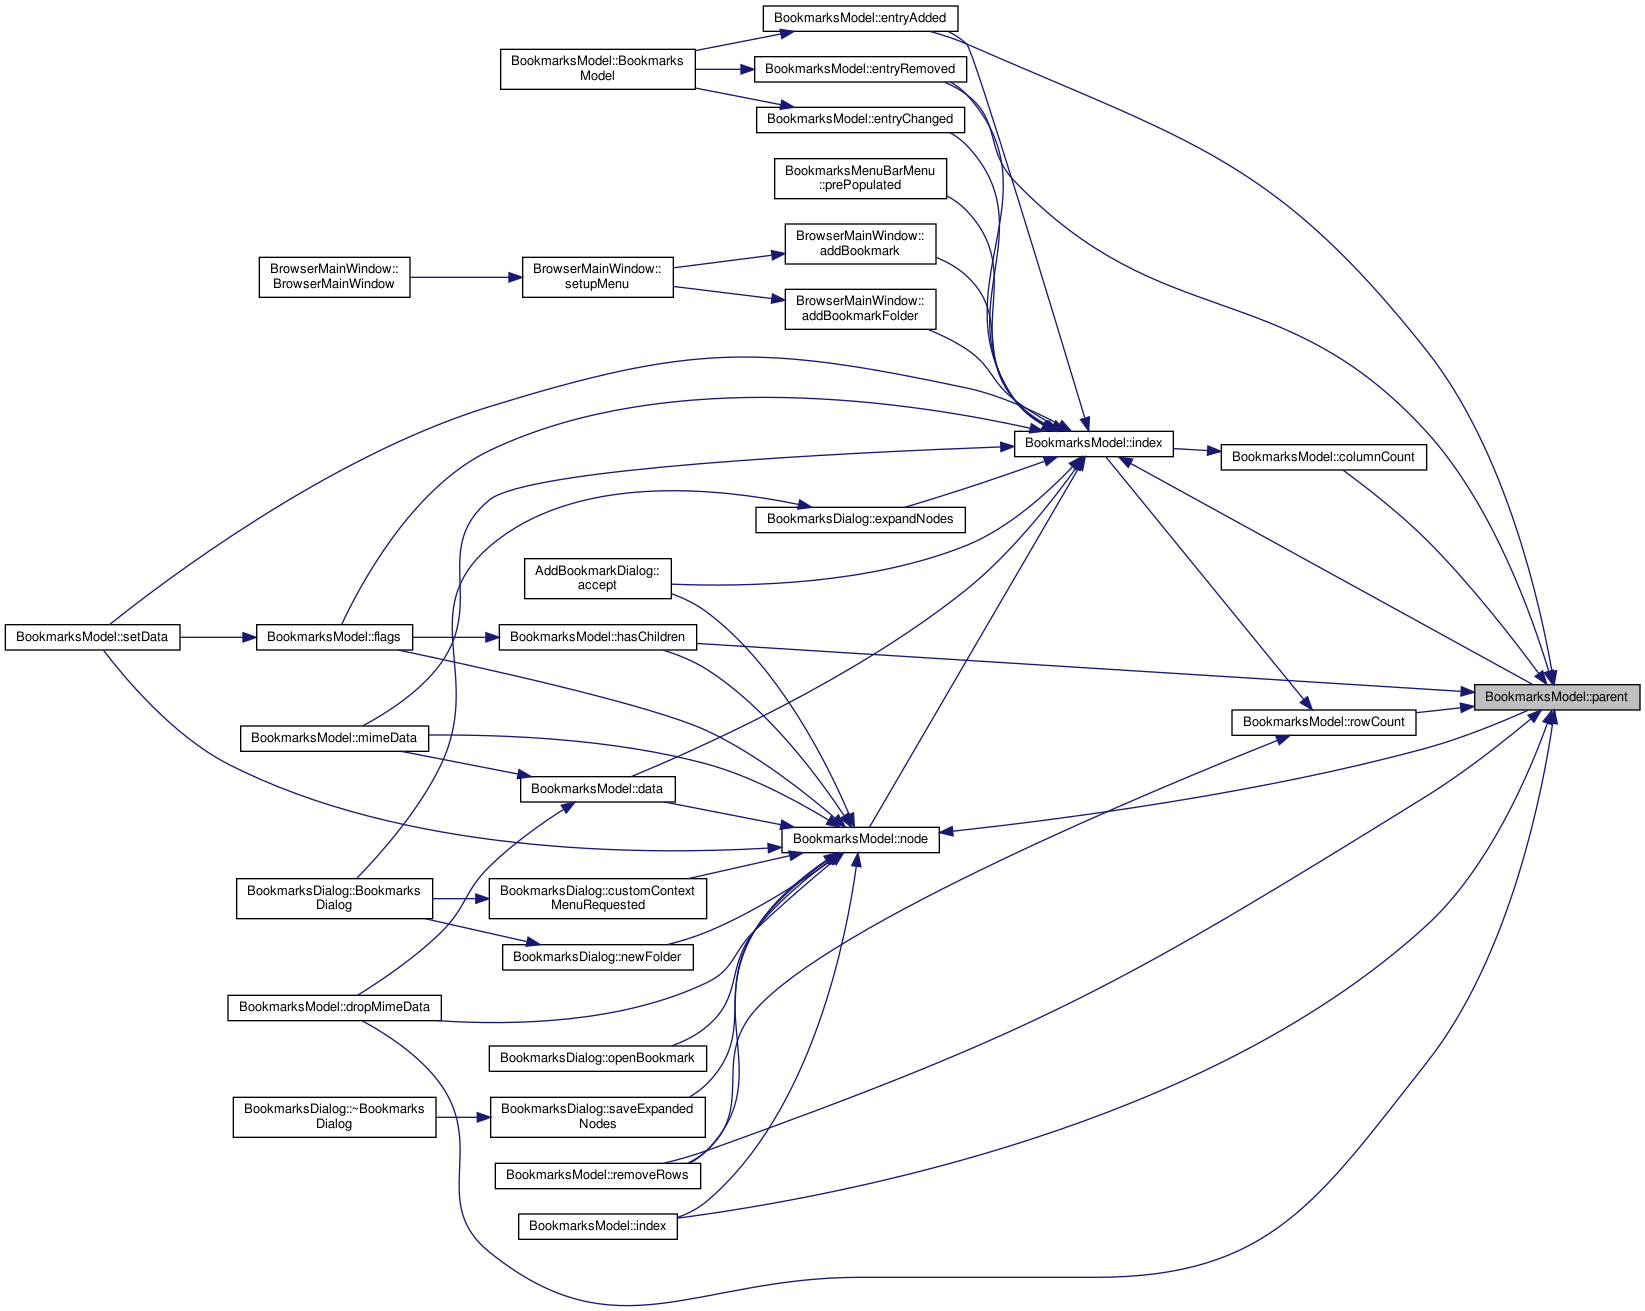 BookmarksModel::entryAdded
BookmarksModel::Bookmarks
Model
BookmarksModel::entryRemoved
BookmarksModel::entryChanged
BookmarksMenuBarMenu
::prePopulated
BrowserMainWindow::
addBookmark
BrowserMainWindow::
BrowserMainWindow
BrowserMainWindow::
setupMenu
BrowserMainWindow::
addBookmarkFolder
BookmarksModel::index
BookmarksModel::columnCount
BookmarksDialog::expandNodes
AddBookmarkDialog::
accept
BookmarksModel::setData
BookmarksModel::flags
BookmarksModel::hasChildren
BookmarksModel::parent
BookmarksModel::rowCount
BookmarksModel::mimeData
BookmarksModel::data
BookmarksModel::node
BookmarksDialog::Bookmarks
Dialog
BookmarksDialog::customContext
MenuRequested
BookmarksDialog::newFolder
BookmarksModel::dropMimeData
BookmarksDialog::openBookmark
BookmarksDialog::~Bookmarks
Dialog
BookmarksDialog::saveExpanded
Nodes
BookmarksModel::removeRows
BookmarksModel::index